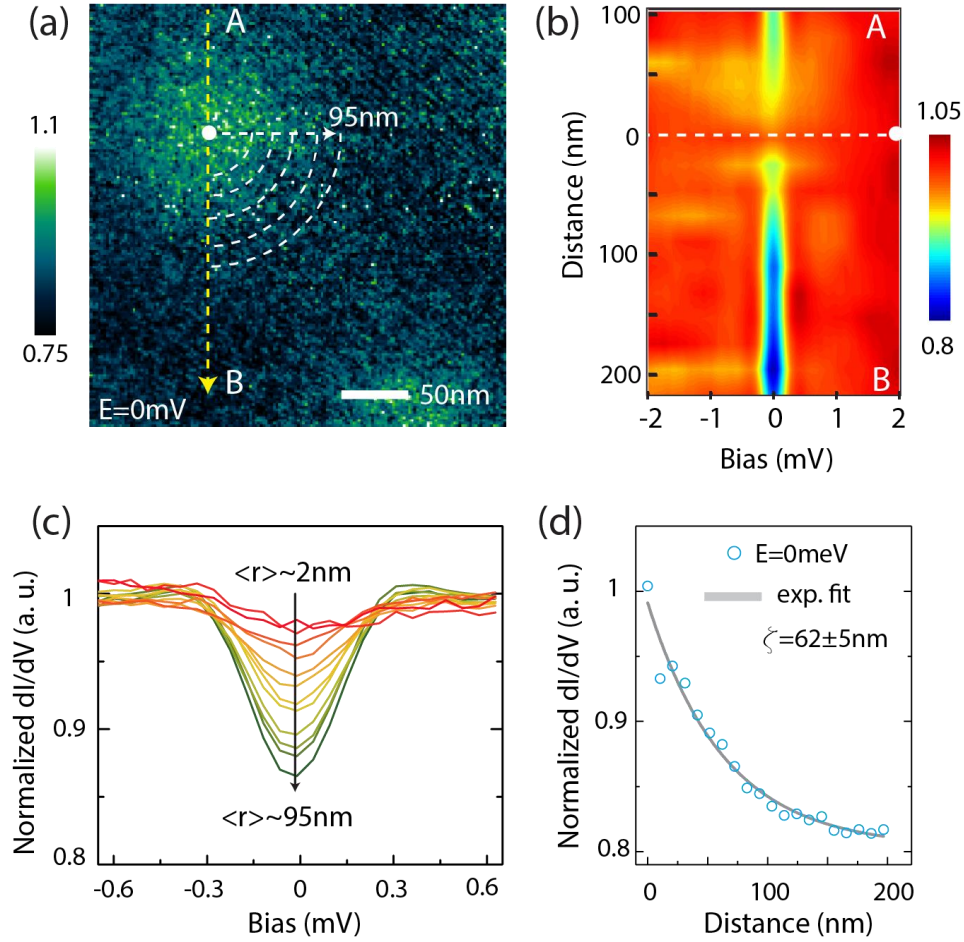 (a)
A
95nm
1.1
0.75
B
50nm
E=0mV
(b)
100
0
100
200
Distance (nm)
A
B
-2
-1
0
1
2
Bias (mV)
1.05
0.8
(c)
<r>~2nm
<r>~95nm
1
0.9
0.8
Normalized dI/dV (a. u.)
-0.6
-0.3
0
0.3
0.6
Bias (mV)
(d)
E=0meV
exp. fit
ζ=62±5nm
1
0.9
0.8
Normalized dI/dV (a. u.)
0
100
200
Distance (nm)